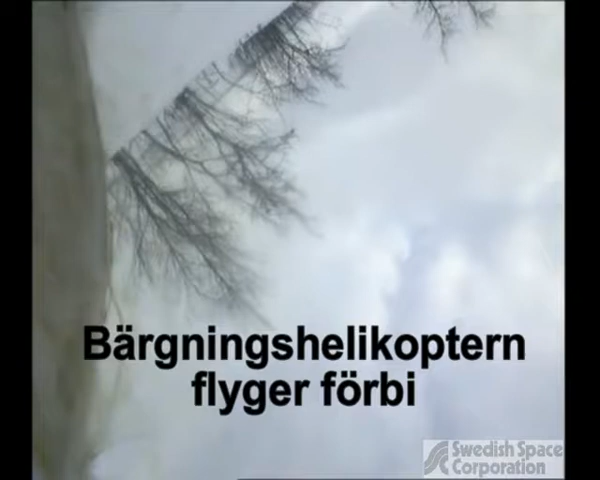 Bärgningshelikoptern
flyger förbi
Swedish Space
Corporation